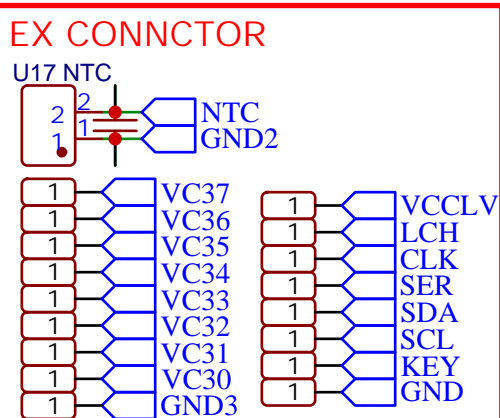 EX CONNCTOR
U17 NTC
2 2 NTC
1 1 GND2
1 VC37
1 VC36
1 VC35
1 VC34
1 VC33
1 VC32
1 VC31
1 VC30
1 GND3
1 VCCLV
1 LCH
1 CLK
1 SER
1 SDA
1 SCL
1 KEY
1 GND